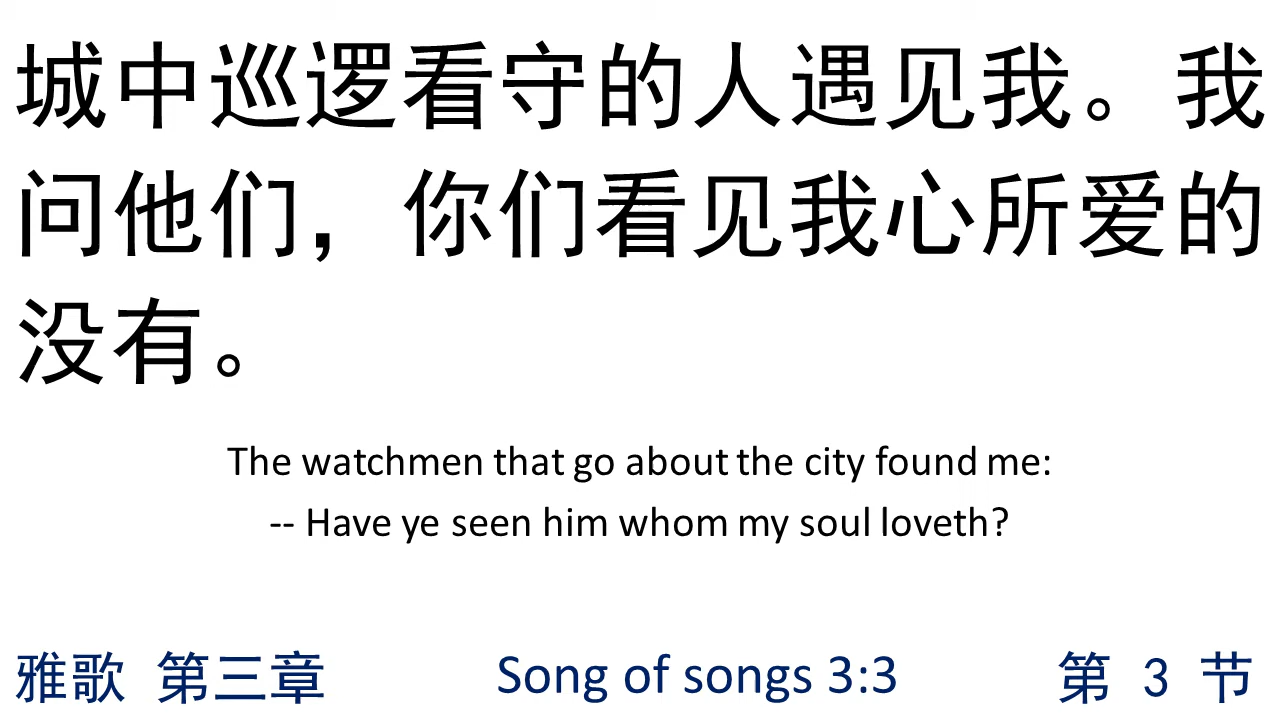 城中巡逻看守的人遇见我。我
问他们，你们看见我心所爱的
没有。
The watchmen that go about the city found me:
-- Have ye seen him whom my soul loveth?
雅歌 第三章 Song of songs 3:3 第 3 节